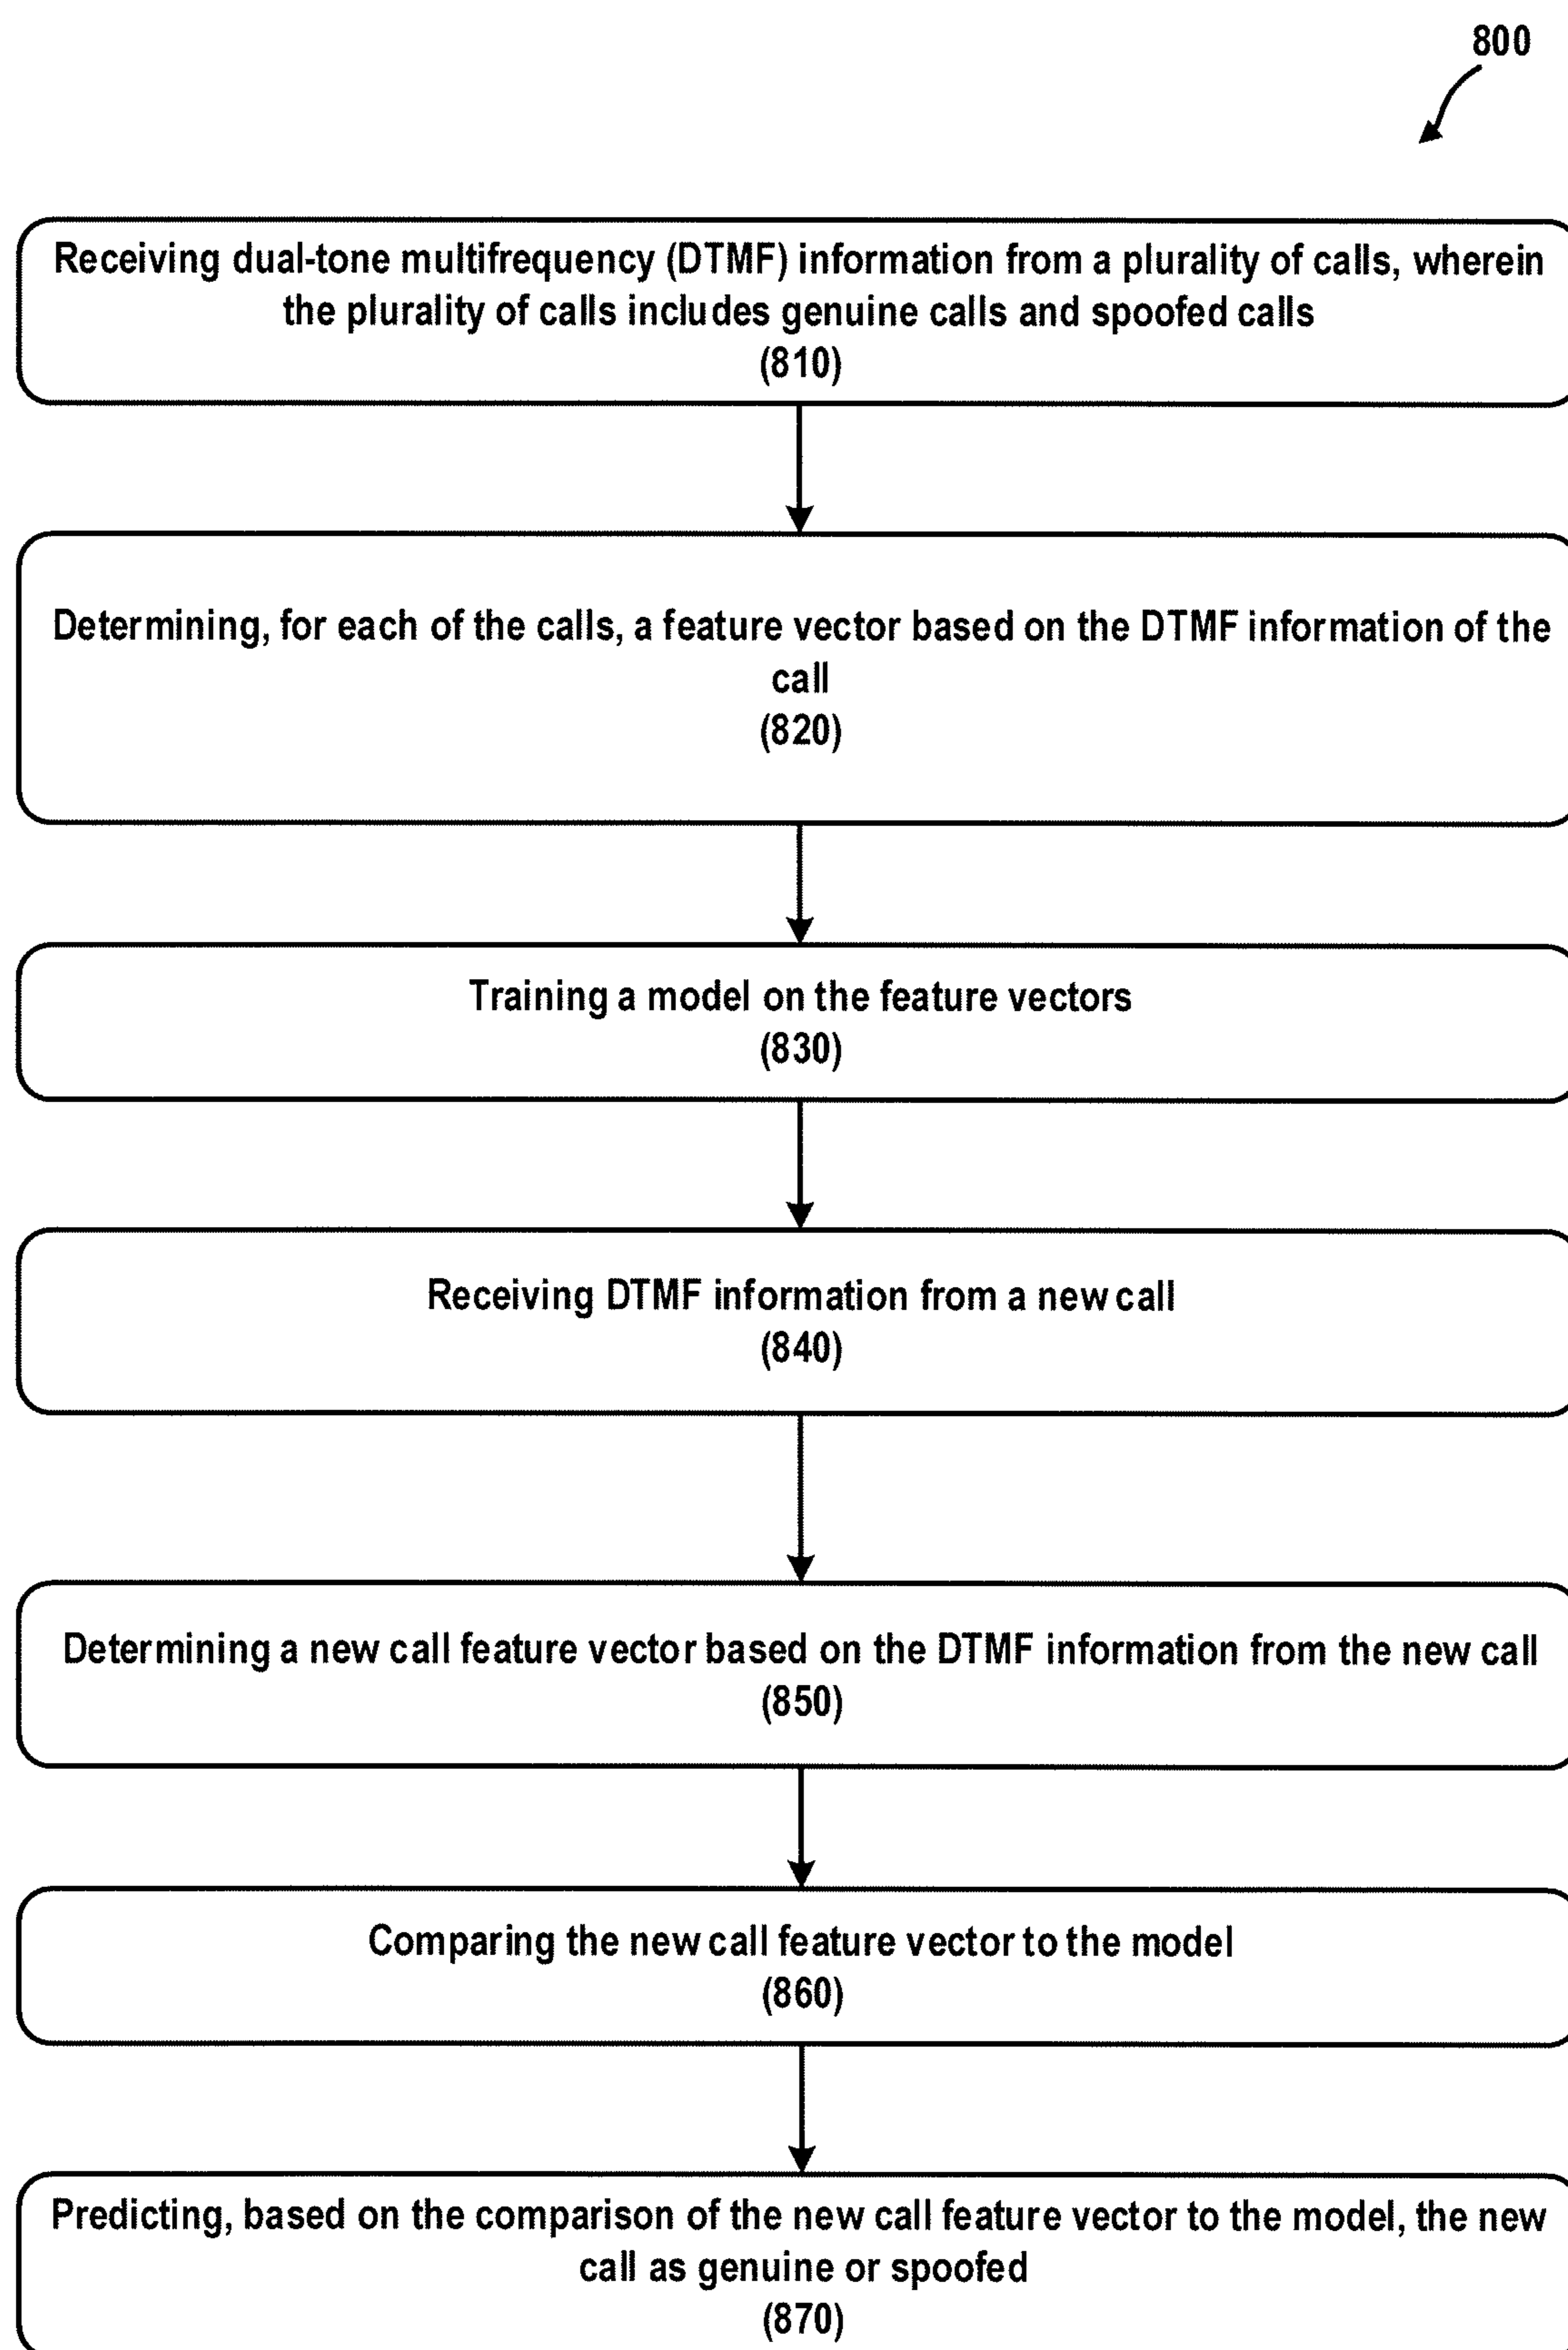 800
Receiving dual-tone multifrequency (DTMF) information from a plurality of calls, wherein
the plurality of calls includes genuine calls and spoofed calls
(810)
Determining, for each of the calls, a feature vector based on the DTMF information of the
call
(820)
Training a model on the feature vectors
(830)
Receiving DTMF information from a new call
(840)
Determining a new call feature vector based on the DTMF information from the new call
(850)
Comparing the new call feature vector to the model
(860)
Predicting, based on the comparison of the new call feature vector to the model, the new
call as genuine or spoofed
(870)